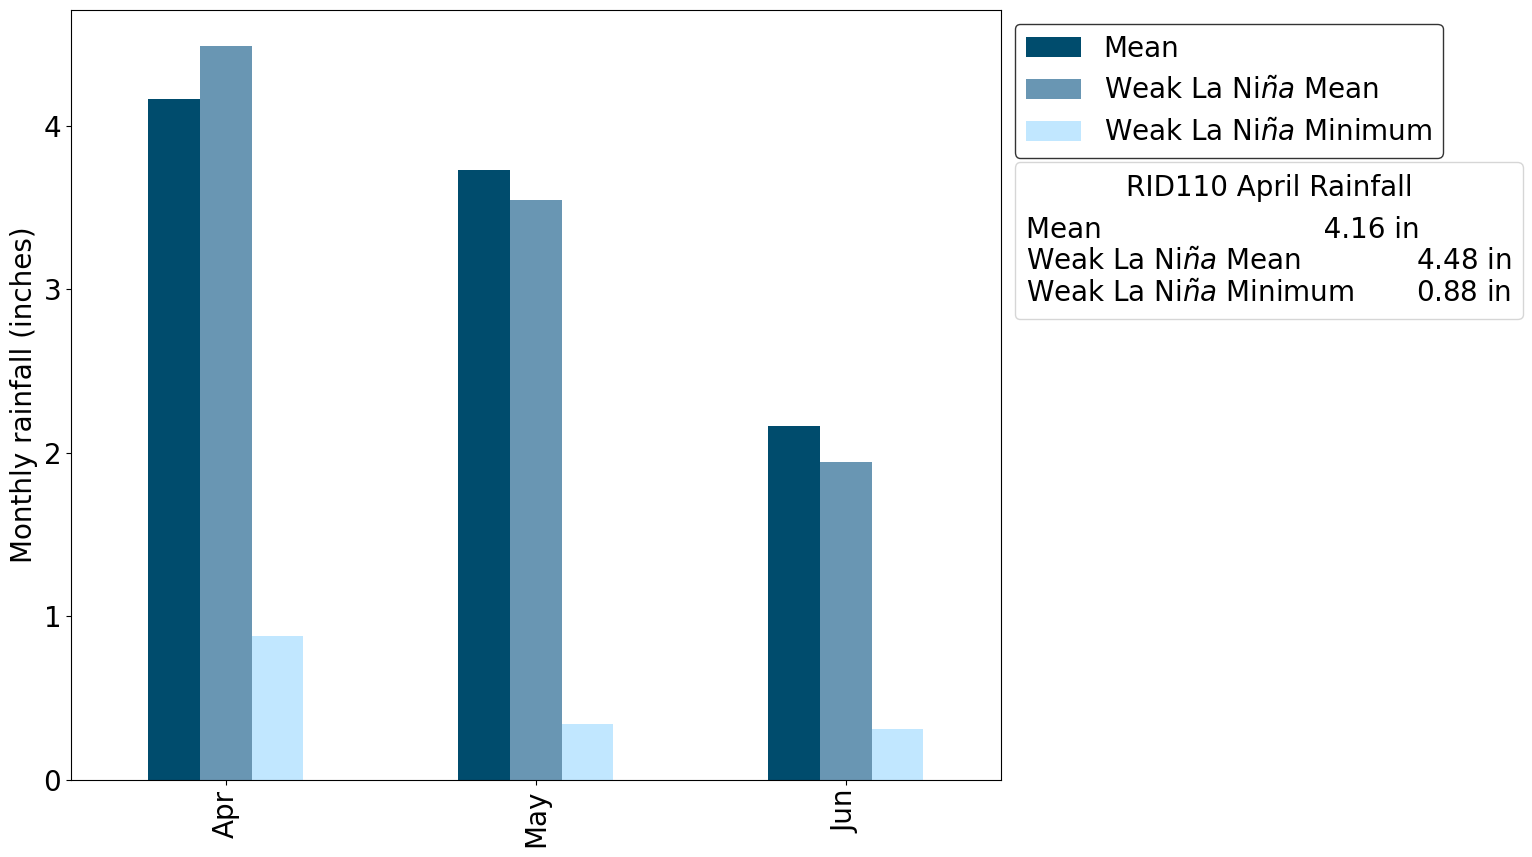 Monthly rainfall (inches)
4
3
2
1
0
Apr
May
Jun
Mean
Weak La Niña Mean
Weak La Niña Minimum
RID110 April Rainfall
Mean 4.16 in
Weak La Niña Mean 4.48 in
Weak La Niña Minimum 0.88 in